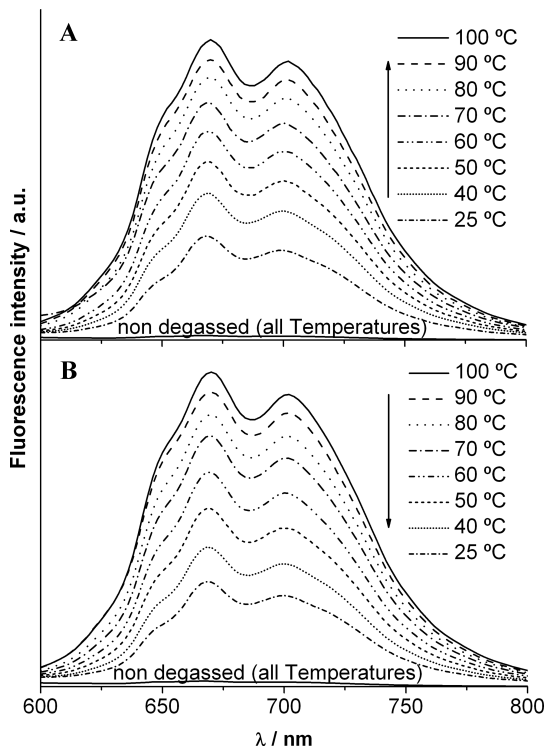 A
100 ºC
90 ºC
80 ºC
70 ºC
60 ºC
50 ºC
40 ºC
25 ºC
non degassed (all Temperatures)
B
100 ºC
90 ºC
80 ºC
70 ºC
60 ºC
50 ºC
40 ºC
25 ºC
non degassed (all Temperatures)
Fluorescence intensity / a.u.
600 650 700 750 800
λ / nm